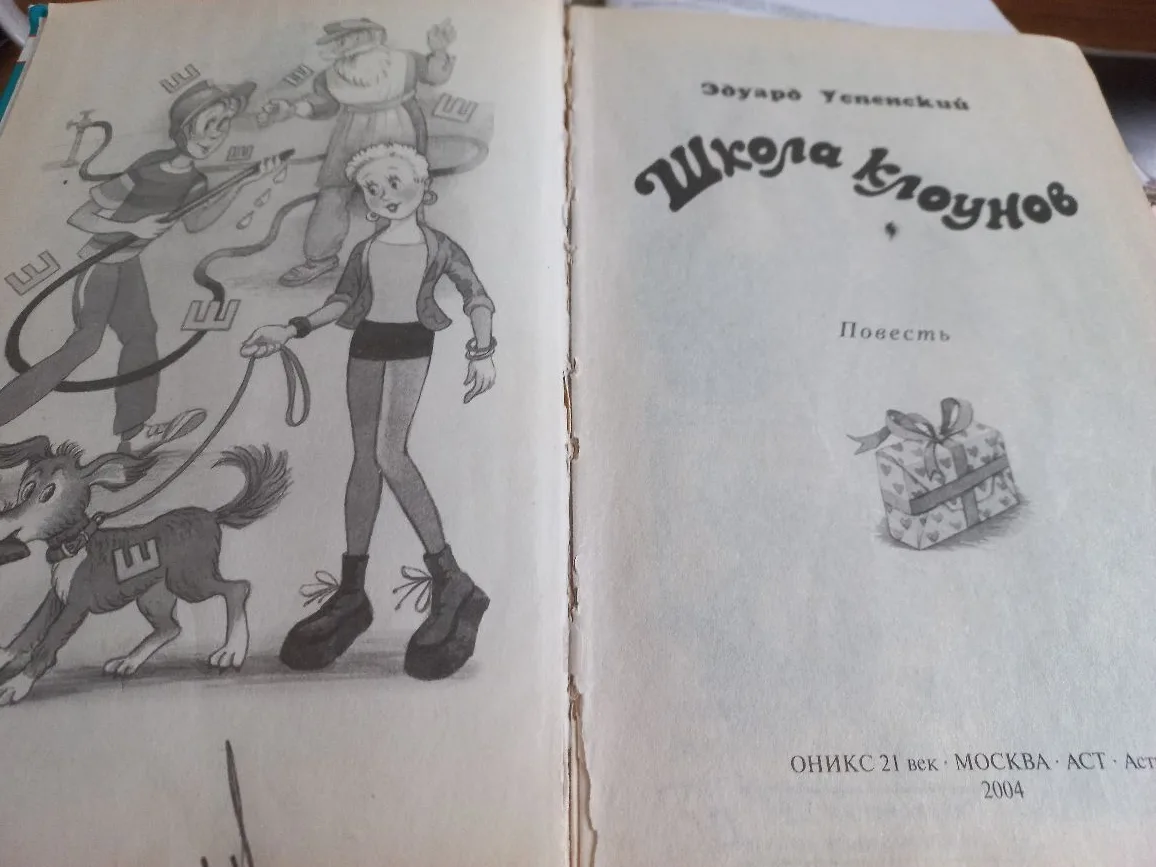 Е
Е
Е
Е
Е
Е
Е
Эдуард Успенский
Школа клоунов
Повесть
ОНИКС 21 век · МОСКВА · АСТ ·
2004